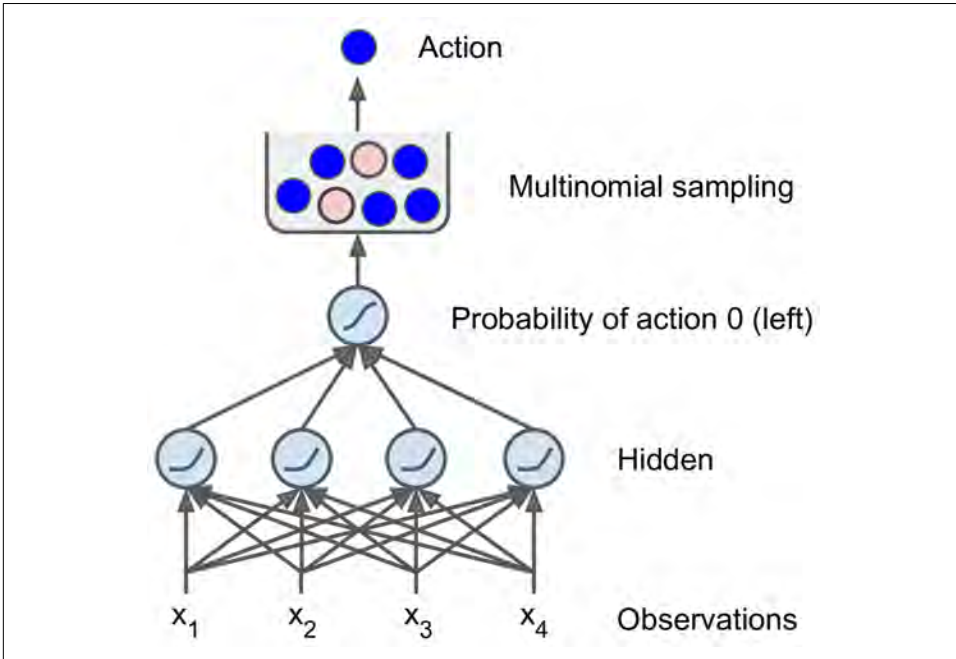 Action
Multinomial sampling
Probability of action 0 (left)
Hidden
x1 x2 x3 x4
Observations